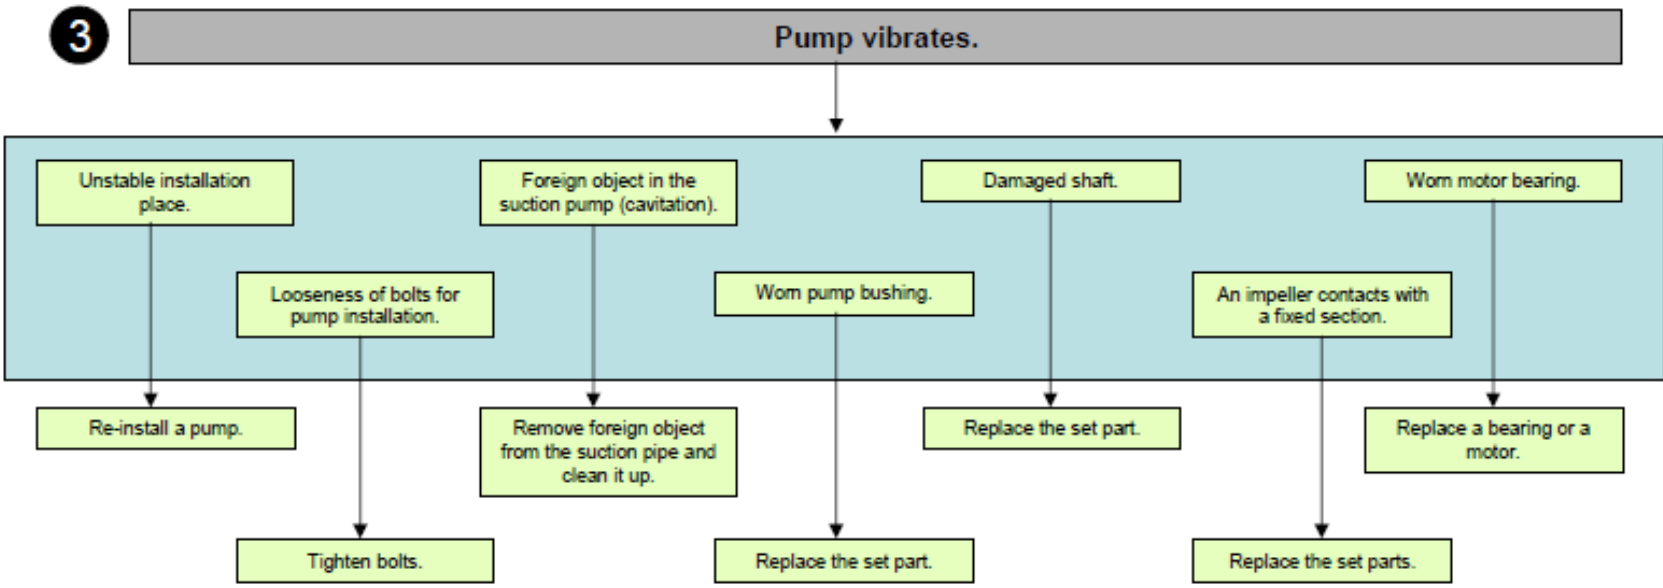 3
Pump vibrates.
Unstable installation
place.
Foreign object in the
suction pump (cavitation).
Damaged shaft.
Worn motor bearing.
Looseness of bolts for
pump installation.
Worn pump bushing.
An impeller contacts with
a fixed section.
Re-install a pump.
Remove foreign object
from the suction pipe and
clean it up.
Replace the set part.
Replace a bearing or a
motor.
Tighten bolts.
Replace the set part.
Replace the set parts.